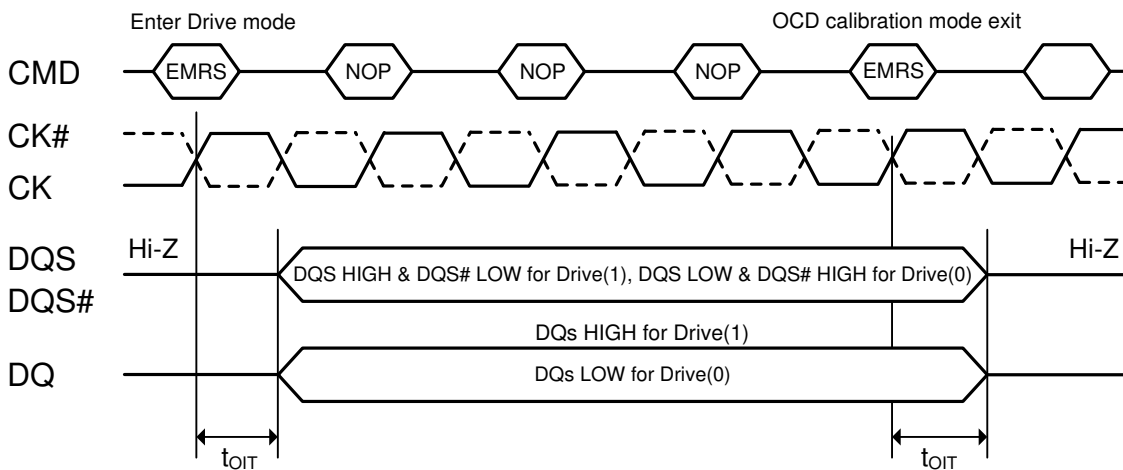 Enter Drive mode
OCD calibration mode exit
CMD
EMRS
NOP
NOP
NOP
EMRS
CK#
CK
DQS
DQS#
Hi-Z
Hi-Z
DQS HIGH & DQS# LOW for Drive(1), DQS LOW & DQS# HIGH for Drive(0)
DQs HIGH for Drive(1)
DQ
DQs LOW for Drive(0)
tOIT
tOIT